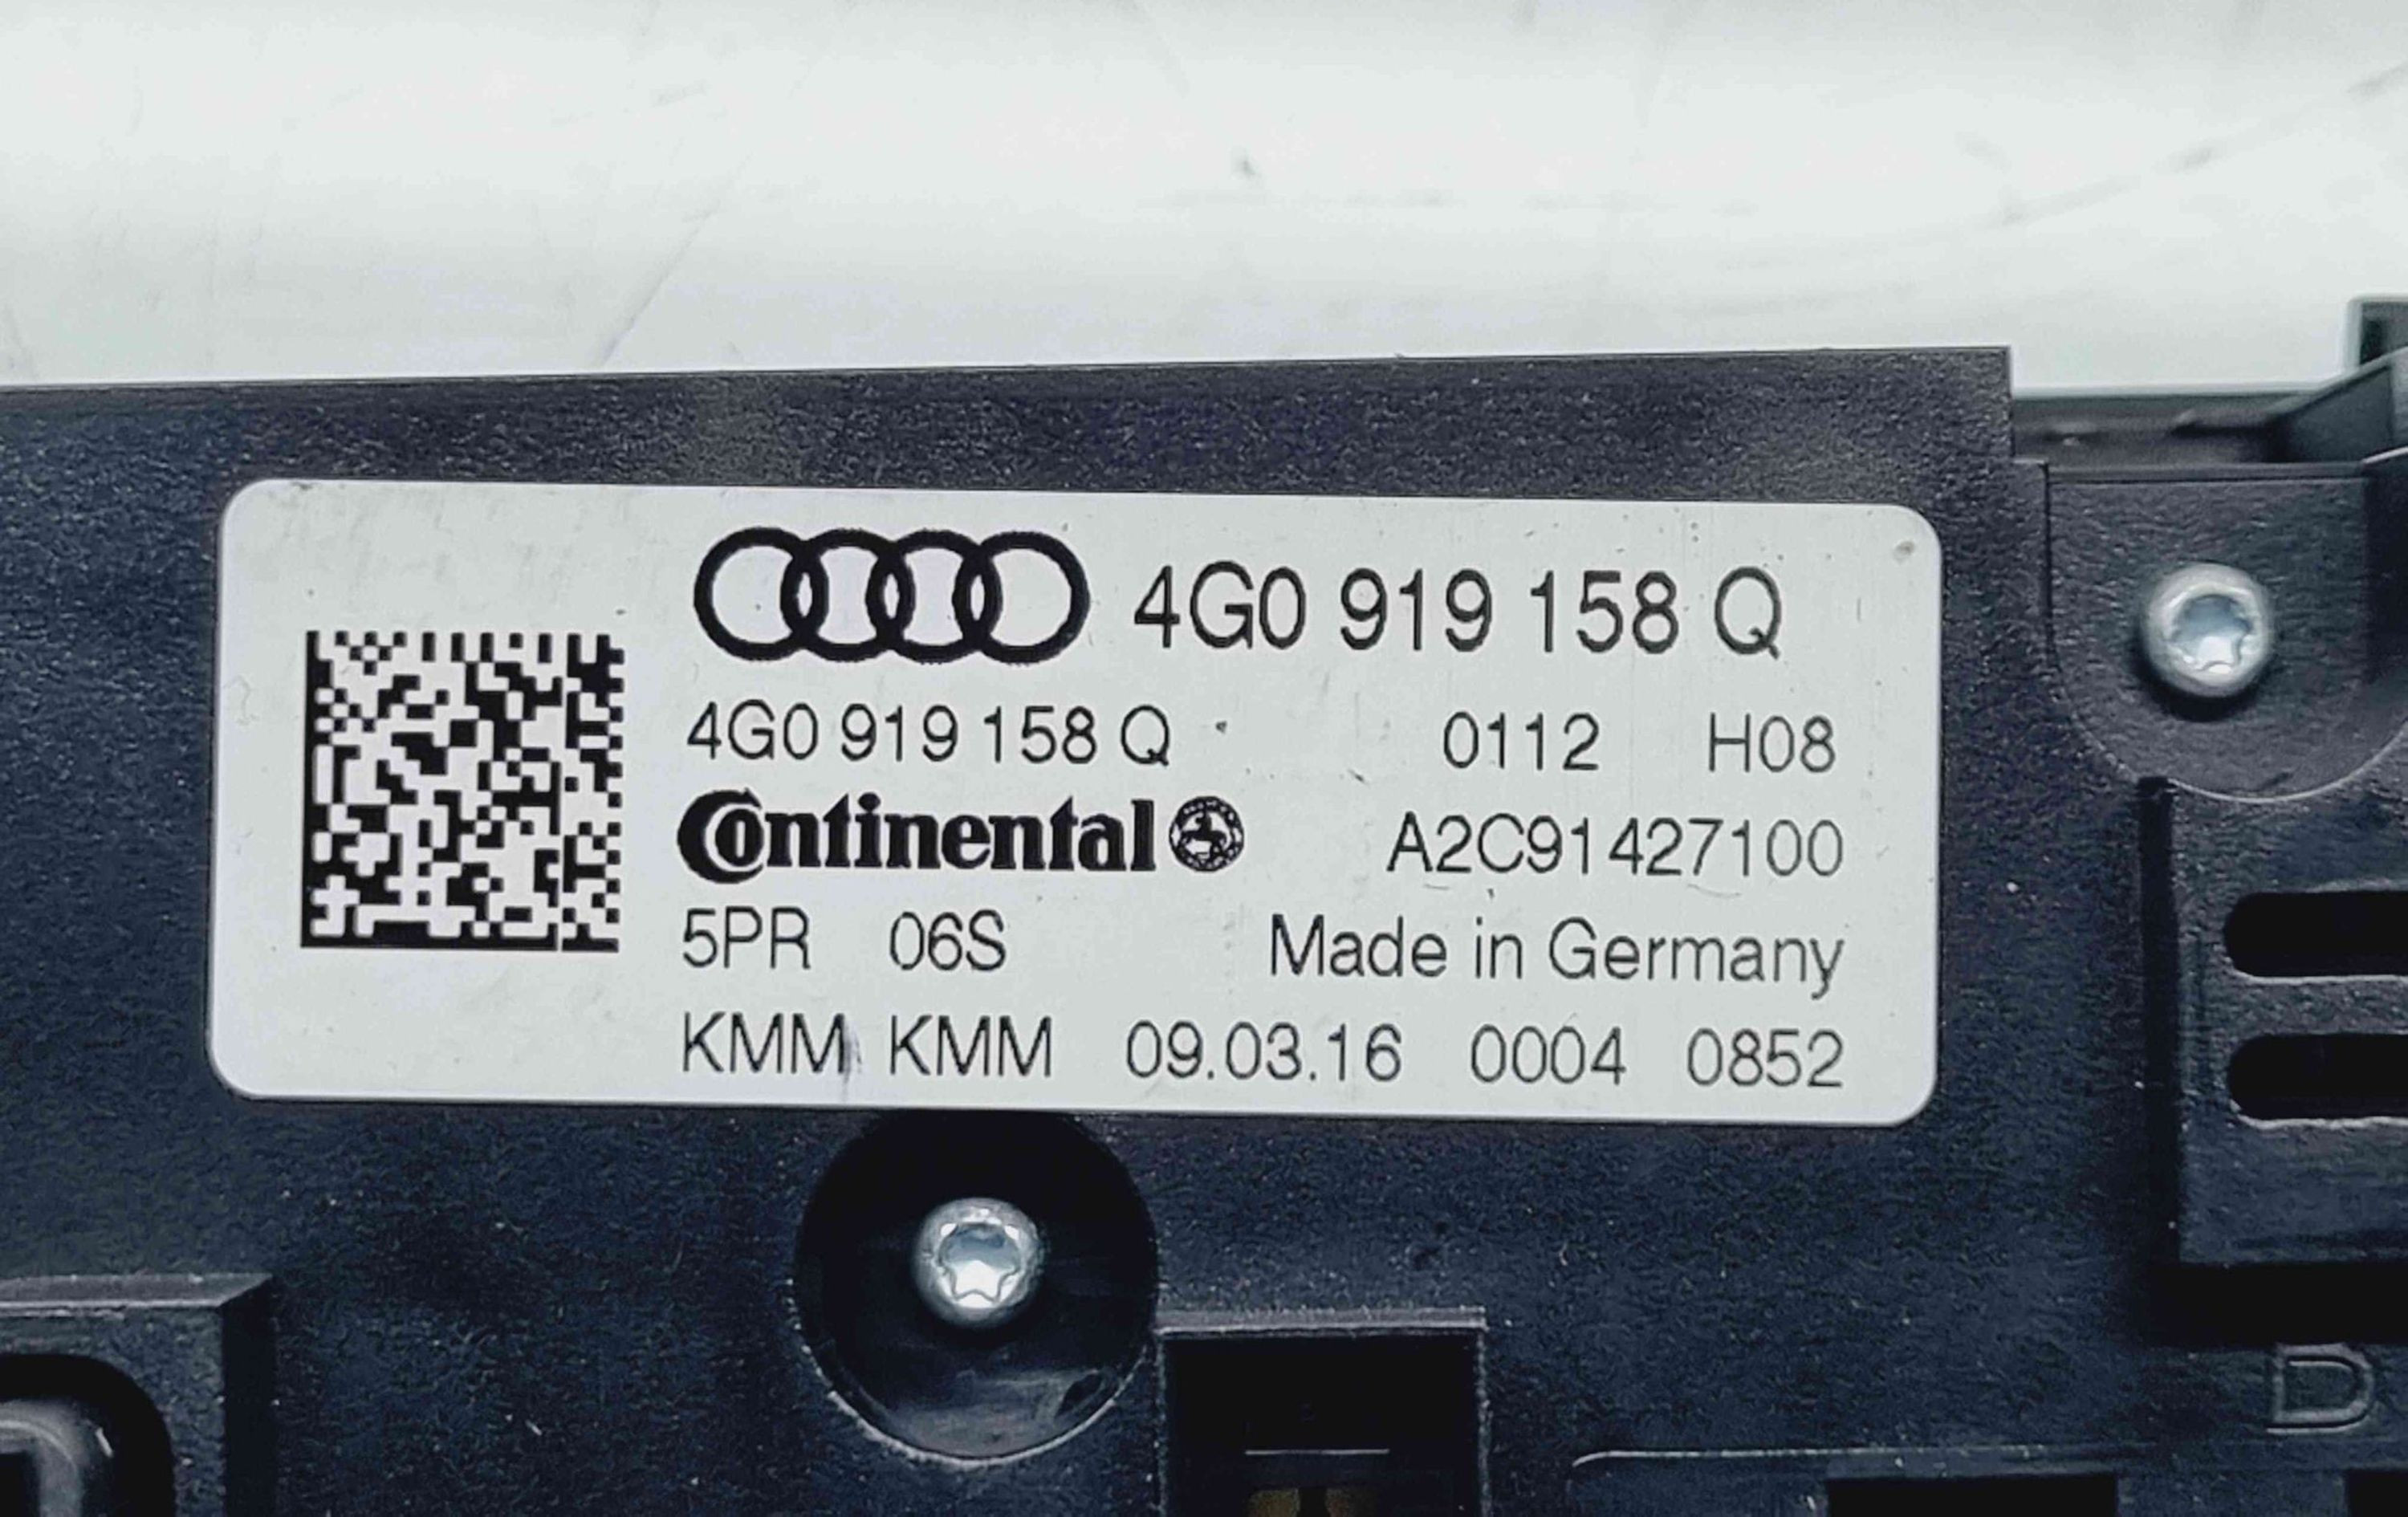 4G0 919 158 Q
4G0 919 158 Q 0112 H08
Continental A2C91427100
5PR 06S Made in Germany
KMM KMM 09.03.16 0004 0852
D